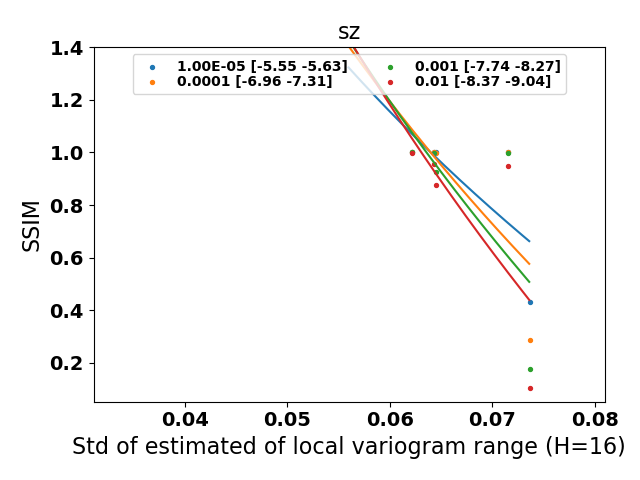 sz
1.4
1.00E-05 [-5.55 -5.63]
0.001 [-7.74 -8.27]
0.0001 [-6.96 -7.31]
0.01 [-8.37 -9.04]
1.2
1.0
0.8
0.6
0.4
0.2
SSIM
0.04 0.05 0.06 0.07 0.08
Std of estimated of local variogram range (H=16)